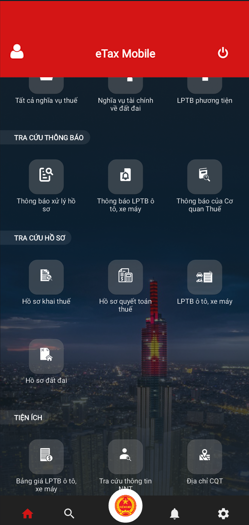 eTax Mobile
Tất cả nghĩa vụ thuế
Nghĩa vụ tài chính
về đất đai
LPTB phương tiện
TRA CỨU THÔNG BÁO
Thông báo xử lý hồ
sơ
Thông báo LPTB ô
tô, xe máy
Thông báo của Cơ
quan Thuế
TRA CỨU HỒ SƠ
Hồ sơ khai thuế
Hồ sơ quyết toán
thuế
LPTB ô tô, xe máy
Hồ sơ đất đai
TIỆN ÍCH
Bảng giá LPTB ô tô,
xe máy
Tra cứu thông tin
NNT
Địa chỉ CQT